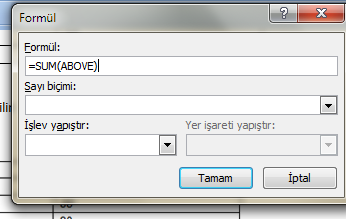 Formül
Formül:
=SUM(ABOVE)
Sayı biçimi:
İşlev yapıştır:
Yer işareti yapıştır:
Tamam
İptal